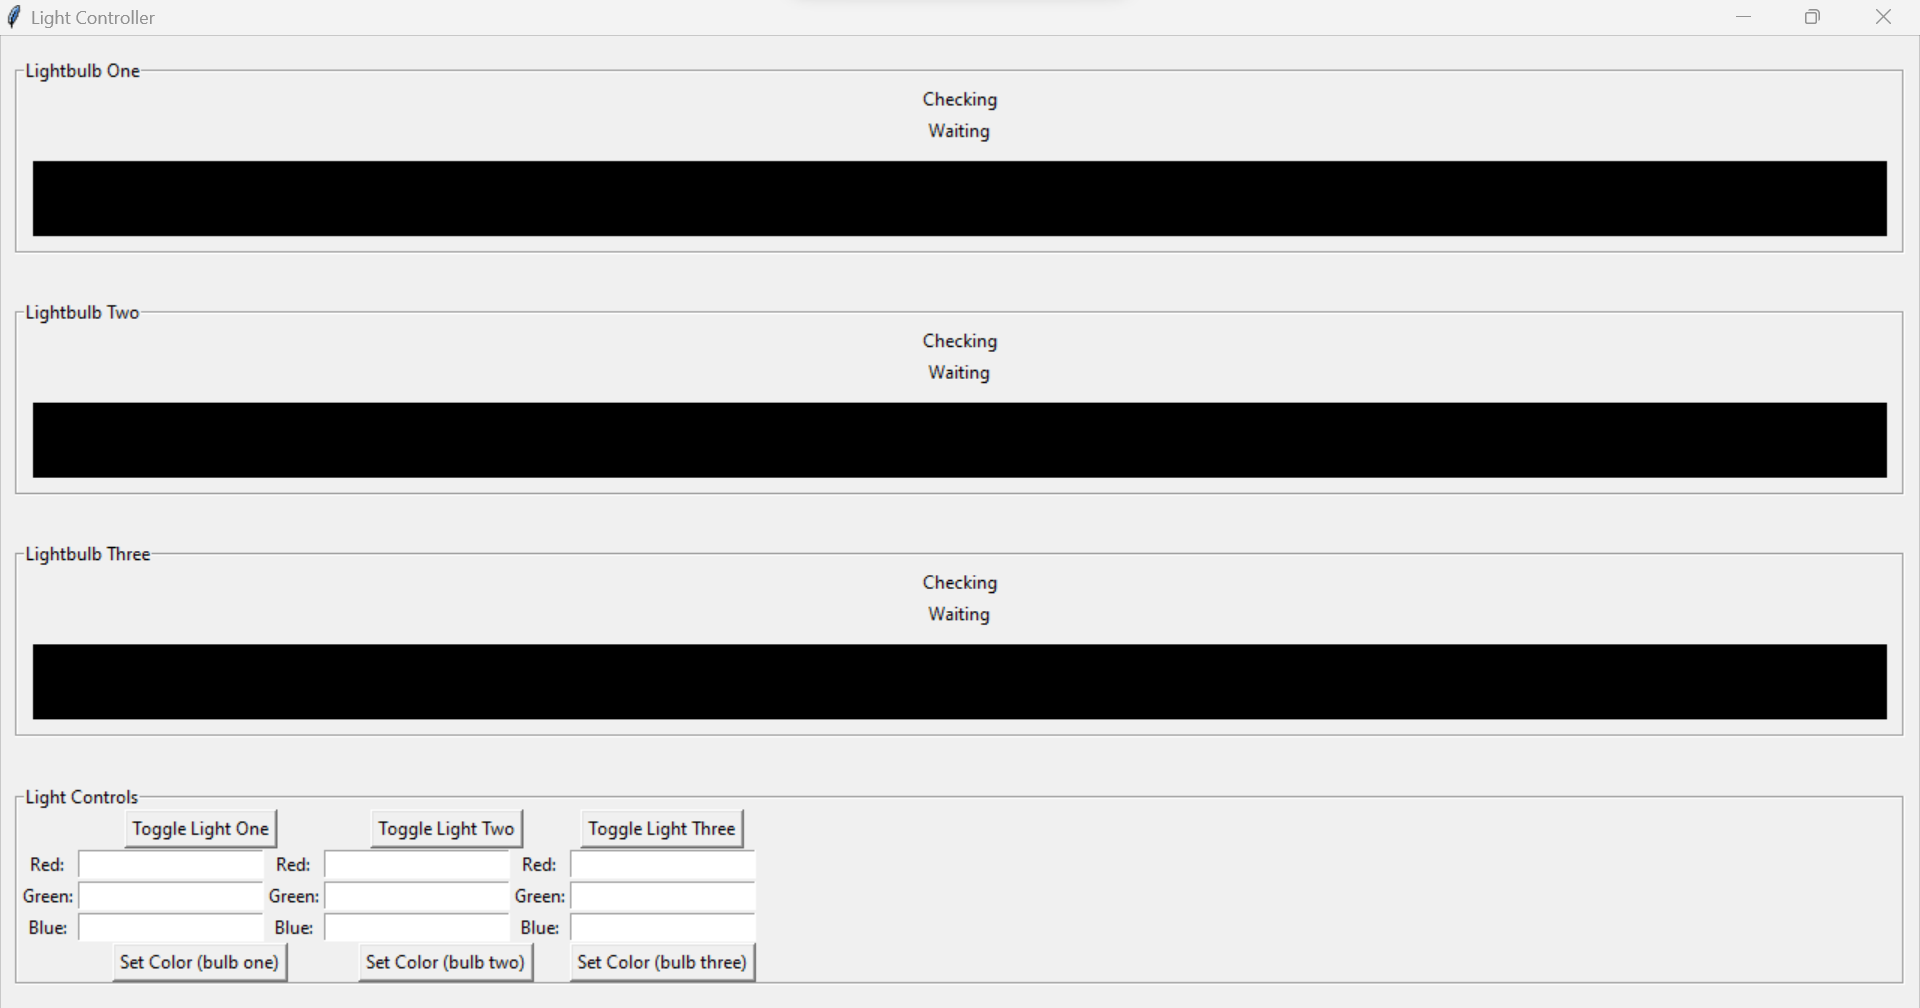 Light Controller
Lightbulb One
Checking
Waiting
Lightbulb Two
Checking
Waiting
Lightbulb Three
Checking
Waiting
Light Controls
Toggle Light One Toggle Light Two Toggle Light Three
Red: Red: Red:
Green: Green: Green:
Blue: Blue: Blue:
Set Color (bulb one) Set Color (bulb two) Set Color (bulb three)